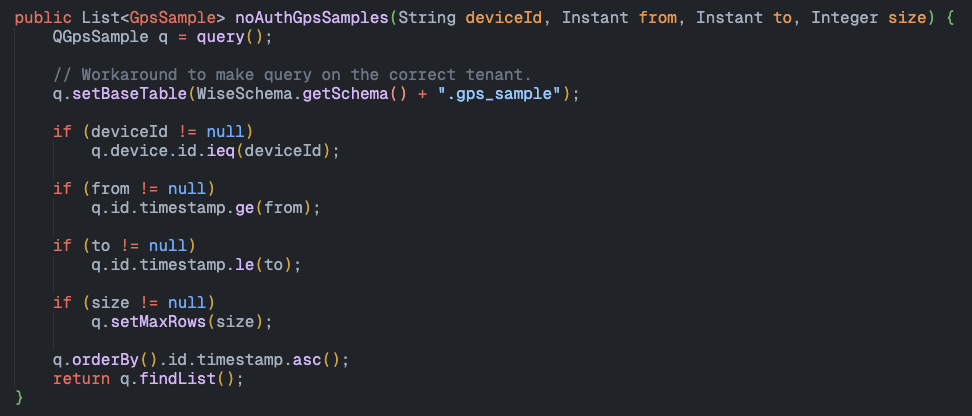 public List<GpsSample> noAuthGpsSamples(String deviceId, Instant from, Instant to, Integer size) {
    QGpsSample q = query();

    // Workaround to make query on the correct tenant.
    q.setBaseTable(WiseSchema.getSchema() + ".gps_sample");

    if (deviceId != null)
        q.device.id.ieq(deviceId);

    if (from != null)
        q.id.timestamp.ge(from);

    if (to != null)
        q.id.timestamp.le(to);

    if (size != null)
        q.setMaxRows(size);

    q.orderBy().id.timestamp.asc();
    return q.findList();
}